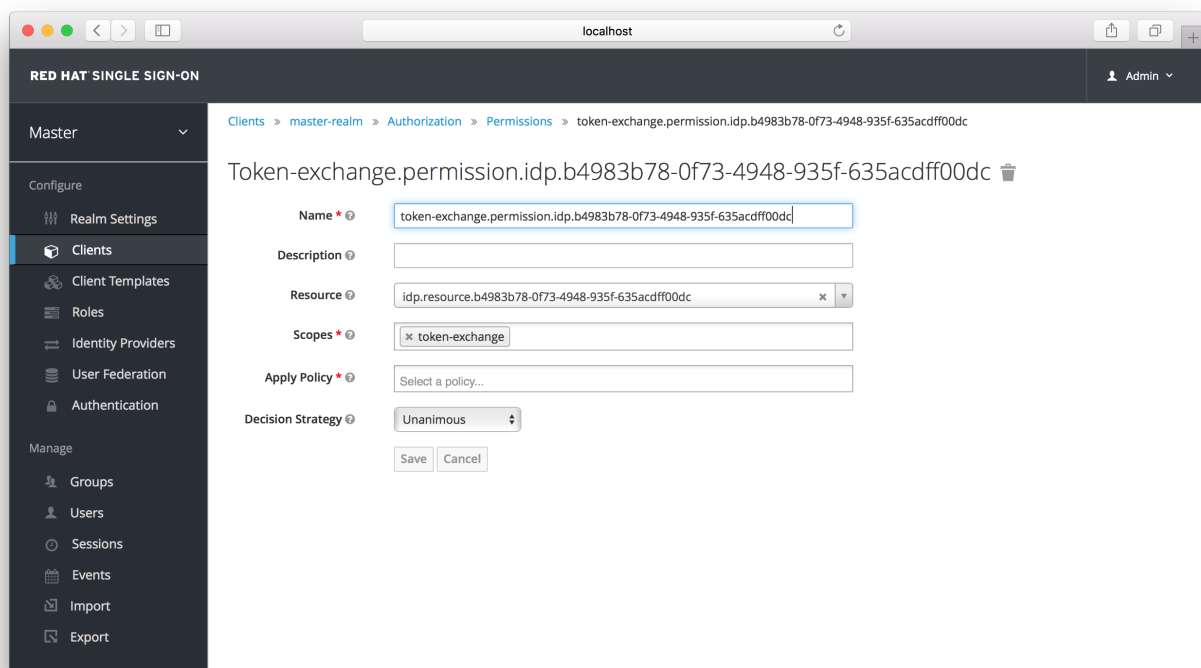 localhost
RED HAT SINGLE SIGN-ON
Admin
Master
Clients » master-realm » Authorization » Permissions » token-exchange.permission.idp.b4983b78-0f73-4948-935f-635acdff00dc
Token-exchange.permission.idp.b4983b78-0f73-4948-935f-635acdff00dc
Configure
Realm Settings
Clients
Client Templates
Roles
Identity Providers
User Federation
Authentication
Manage
Groups
Users
Sessions
Events
Import
Export
Name * token-exchange.permission.idp.b4983b78-0f73-4948-935f-635acdff00dc
Description
Resource idp.resource.b4983b78-0f73-4948-935f-635acdff00dc
Scopes * × token-exchange
Apply Policy * Select a policy...
Decision Strategy Unanimous
Save Cancel